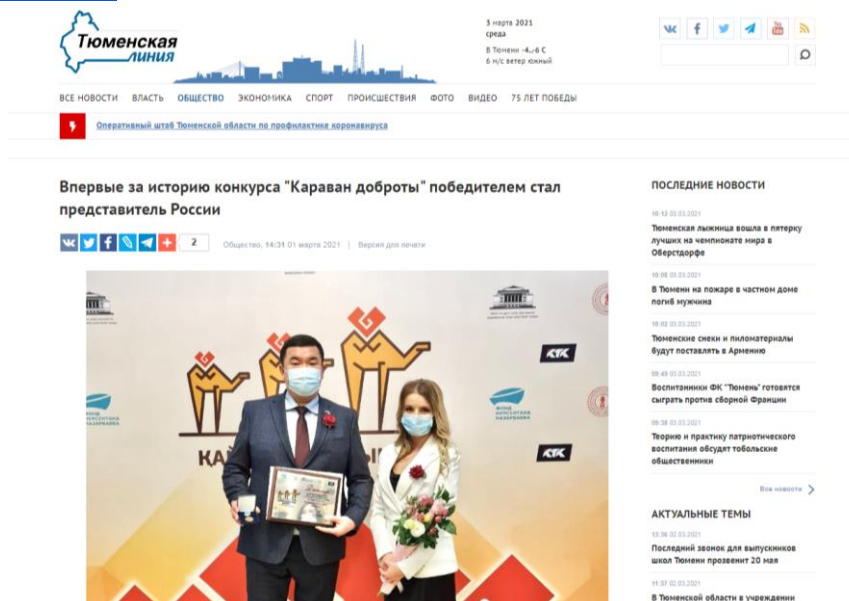 Тюменская
ЛИНИЯ
3 марта 2021
среда
В Тюмени -4..-6 С
6 м/с ветер южный
ВСЕ НОВОСТИ ВЛАСТЬ ОБЩЕСТВО ЭКОНОМИКА СПОРТ ПРОИСШЕСТВИЯ ФОТО ВИДЕО 75 ЛЕТ ПОБЕДЫ
Оперативный штаб Тюменской области по профилактике коронавируса
Впервые за историю конкурса "Караван доброты" победителем стал
представитель России
2
Общество, 14:31 01 марта 2021 | Версия для печати
КТК
ФОНД
НУРСУЛТАНА
НАЗАРБАЕВА
КТК
ПОСЛЕДНИЕ НОВОСТИ
10:13 03.03.2021
Тюменская лыжница вошла в пятерку
лучших на чемпионате мира в
Оберстдорфе
10:08 03.03.2021
В Тюмени на пожаре в частном доме
погиб мужчина
10:02 03.03.2021
Тюменские снеки и пиломатериалы
будут поставлять в Армению
09:49 03.03.2021
Воспитанники ФК "Тюмень" готовятся
сыграть против сборной Франции
09:38 03.03.2021
Теорию и практику патриотического
воспитания обсудят тобольские
общественники
Все новости
АКТУАЛЬНЫЕ ТЕМЫ
13:36 02.03.2021
Последний звонок для выпускников
школ Тюмени прозвенит 20 мая
11:37 02.03.2021
В Тюменской области в учреждении